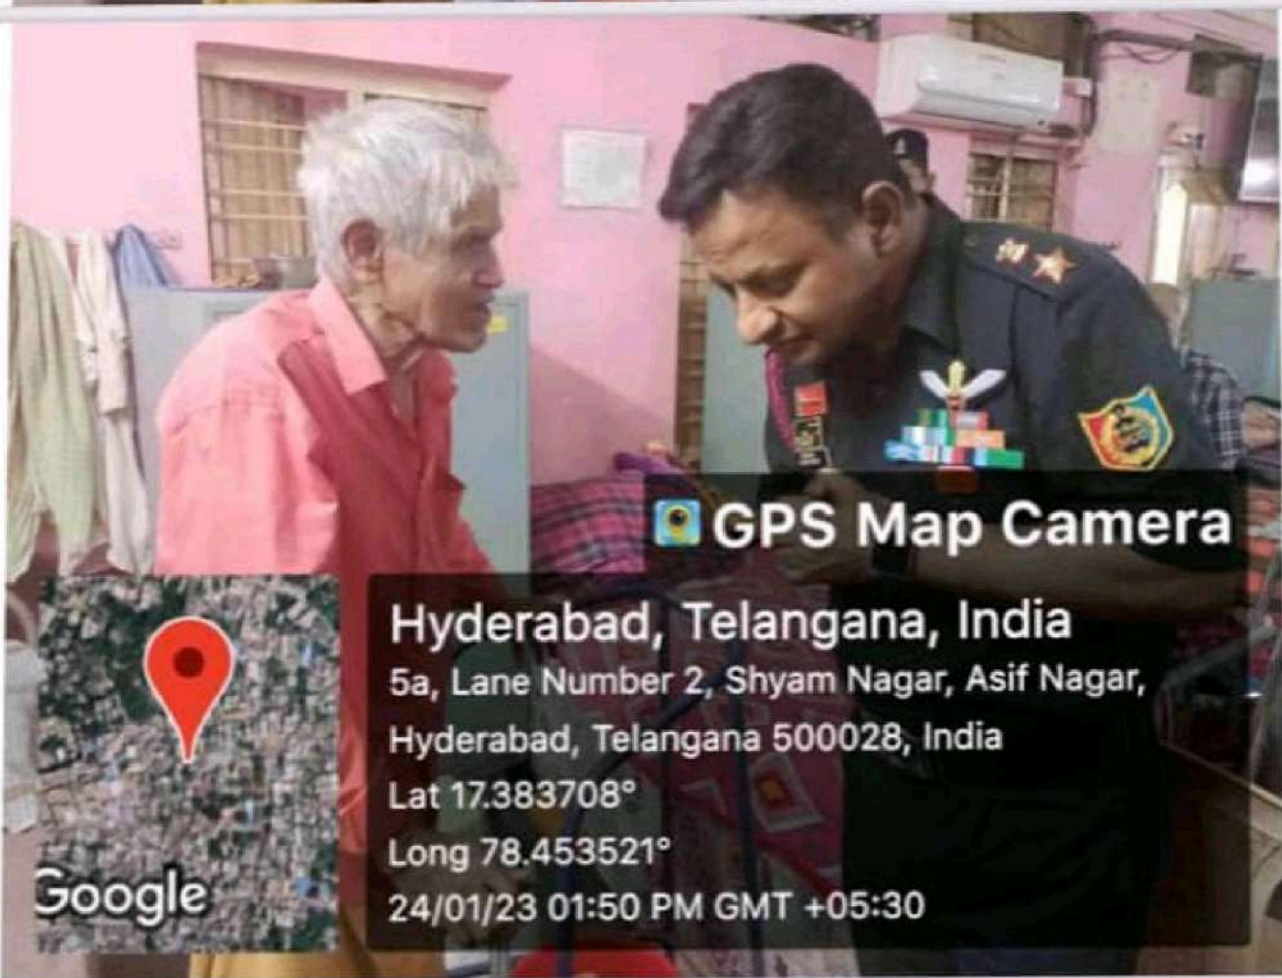 GPS Map Camera
Hyderabad, Telangana, India
5a, Lane Number 2, Shyam Nagar, Asif Nagar,
Hyderabad, Telangana 500028, India
Lat 17.383708°
Long 78.453521°
24/01/23 01:50 PM GMT +05:30
Google